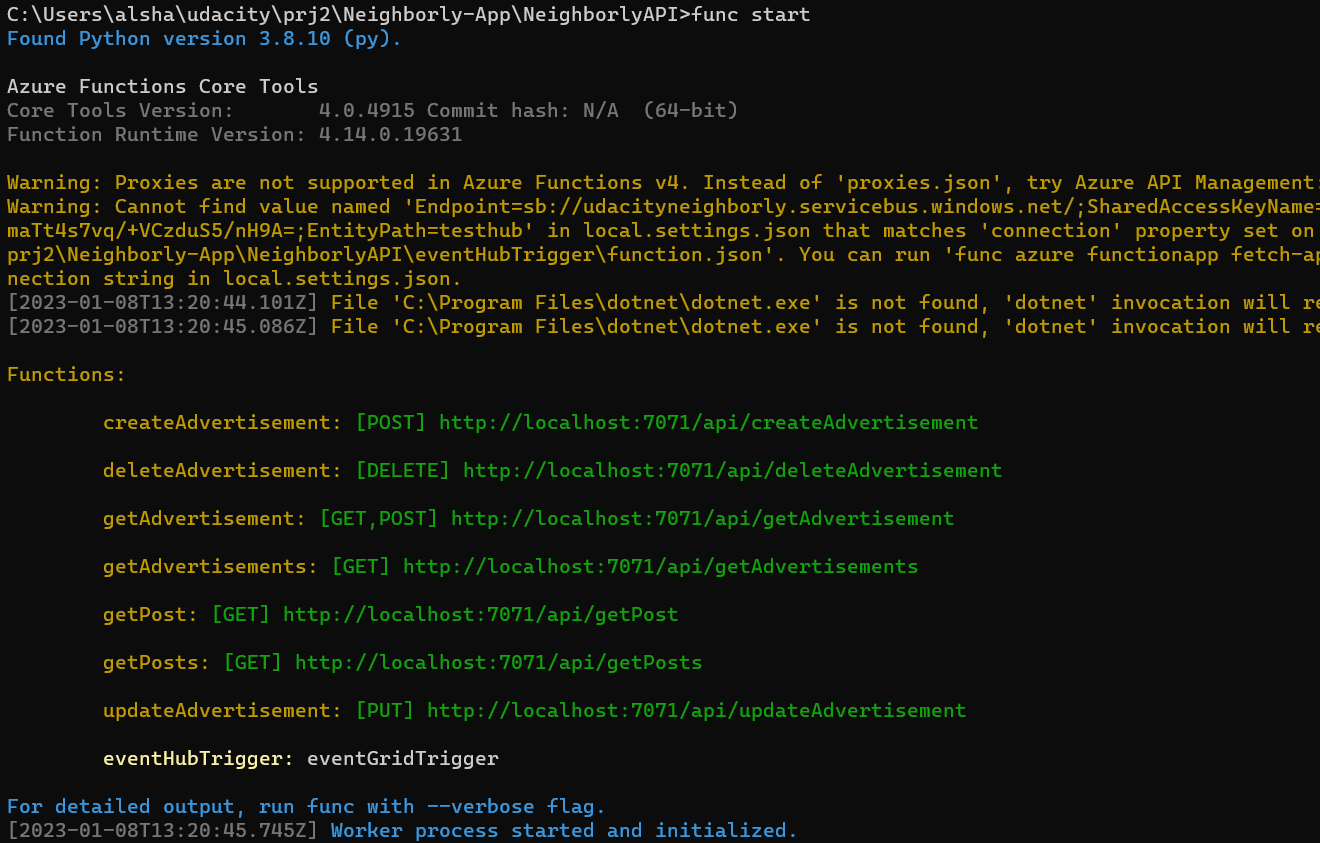 C:\Users\alsha\udacity\prj2\Neighborly-App\NeighborlyAPI>func start
Found Python version 3.8.10 (py).
Azure Functions Core Tools
Core Tools Version:       4.0.4915 Commit hash: N/A  (64-bit)
Function Runtime Version: 4.14.0.19631
Warning: Proxies are not supported in Azure Functions v4. Instead of 'proxies.json', try Azure API Management:
Warning: Cannot find value named 'Endpoint=sb://udacityneighborly.servicebus.windows.net/;SharedAccessKeyName=
maTt4s7vq/+VCzduS5/nH9A=;EntityPath=testhub' in local.settings.json that matches 'connection' property set on
prj2\Neighborly-App\NeighborlyAPI\eventHubTrigger\function.json'. You can run 'func azure functionapp fetch-ap
nection string in local.settings.json.
[2023-01-08T13:20:44.101Z] File 'C:\Program Files\dotnet\dotnet.exe' is not found, 'dotnet' invocation will re
[2023-01-08T13:20:45.086Z] File 'C:\Program Files\dotnet\dotnet.exe' is not found, 'dotnet' invocation will re
Functions:
createAdvertisement: [POST] http://localhost:7071/api/createAdvertisement
deleteAdvertisement: [DELETE] http://localhost:7071/api/deleteAdvertisement
getAdvertisement: [GET,POST] http://localhost:7071/api/getAdvertisement
getAdvertisements: [GET] http://localhost:7071/api/getAdvertisements
getPost: [GET] http://localhost:7071/api/getPost
getPosts: [GET] http://localhost:7071/api/getPosts
updateAdvertisement: [PUT] http://localhost:7071/api/updateAdvertisement
eventHubTrigger: eventGridTrigger
For detailed output, run func with --verbose flag.
[2023-01-08T13:20:45.745Z] Worker process started and initialized.